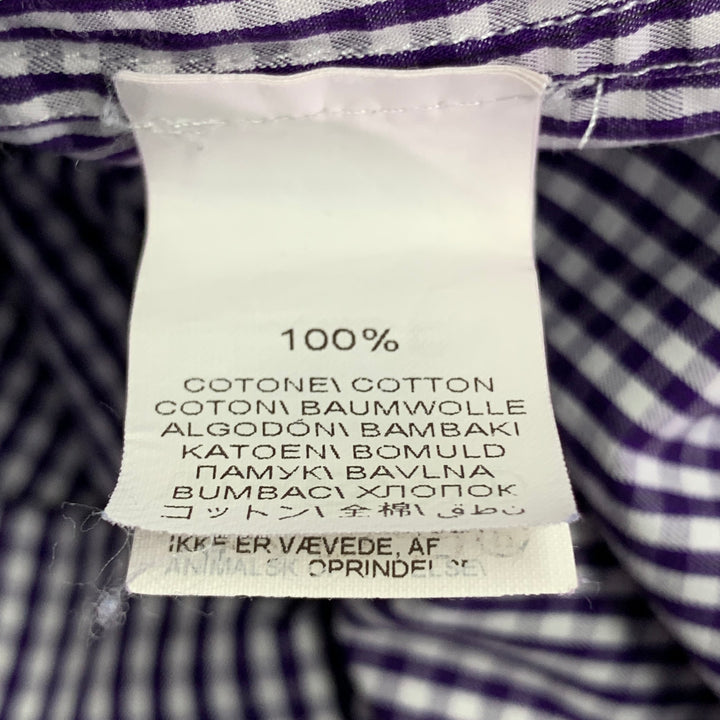 100%
COTONE\ COTTON
COTON\ BAUMWOLLE
ALGODÓN\ BAMBAKI
KATOEN\ BOMULD
ПАМУК\ BAVLNA
BUMBAC\ ХЛОПОК
コットン\ 全棉\ قطن
IKKE ER VÆVEDE, AF
ANIMALSK OPRINDELSE\